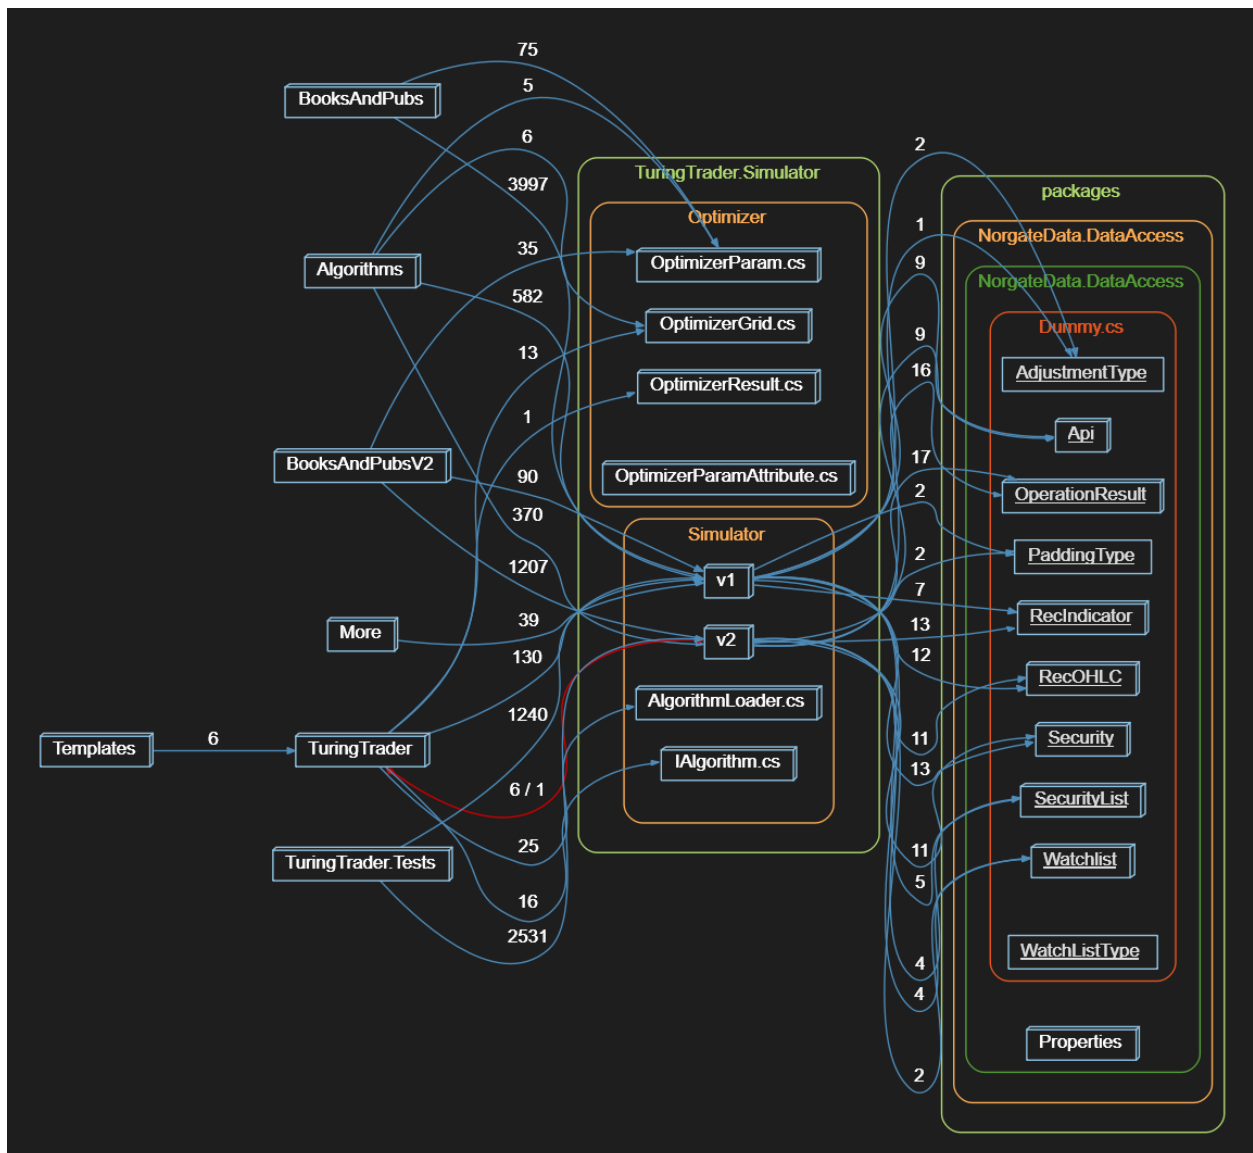 75
BooksAndPubs
5
6
2
3997
TuringTrader.Simulator
packages
Optimizer
1
NorgateData.DataAccess
35
OptimizerParam.cs
9
Algorithms
NorgateData.DataAccess
582
OptimizerGrid.cs
Dummy.cs
9
13
AdjustmentType
16
OptimizerResult.cs
1
Api
BooksAndPubsV2
17
90
OptimizerParamAttribute.cs
2
OperationResult
370
Simulator
2
PaddingType
1207
v1
7
RecIndicator
39
More
13
v2
130
12
RecOHLC
1240
AlgorithmLoader.cs
6
11
Security
Templates
TuringTrader
IAlgorithm.cs
13
6 / 1
SecurityList
25
11
Watchlist
TuringTrader.Tests
5
16
2531
4
WatchListType
4
Properties
2